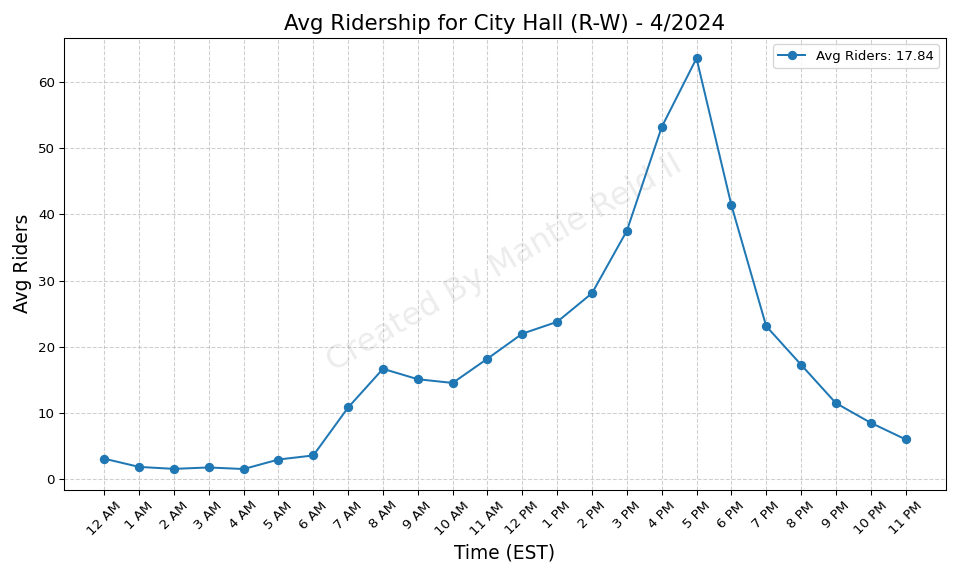 Avg Ridership for City Hall (R-W) - 4/2024
Avg Riders: 17.84
60
50
40
30
20
10
0
Avg Riders
Created By Mantie Reid II
12 AM
1 AM
2 AM
3 AM
4 AM
5 AM
6 AM
7 AM
8 AM
9 AM
10 AM
11 AM
12 PM
1 PM
2 PM
3 PM
4 PM
5 PM
6 PM
7 PM
8 PM
9 PM
10 PM
11 PM
Time (EST)